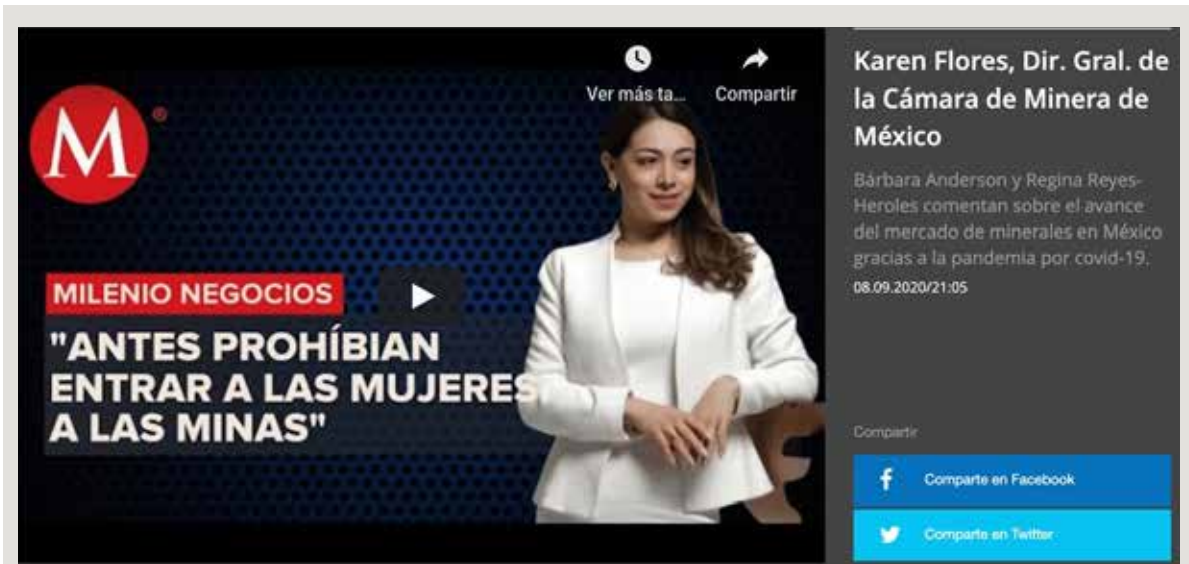 Ver más ta...
Compartir
M®
MILENIO NEGOCIOS
"ANTES PROHÍBIAN
ENTRAR A LAS MUJERES
A LAS MINAS"
Karen Flores, Dir. Gral. de
la Cámara de Minera de
México
Bárbara Anderson y Regina Reyes-
Heroles comentan sobre el avance
del mercado de minerales en México
gracias a la pandemia por covid-19.
08.09.2020/21:05
Compartir
Comparte en Facebook
Comparte en Twitter